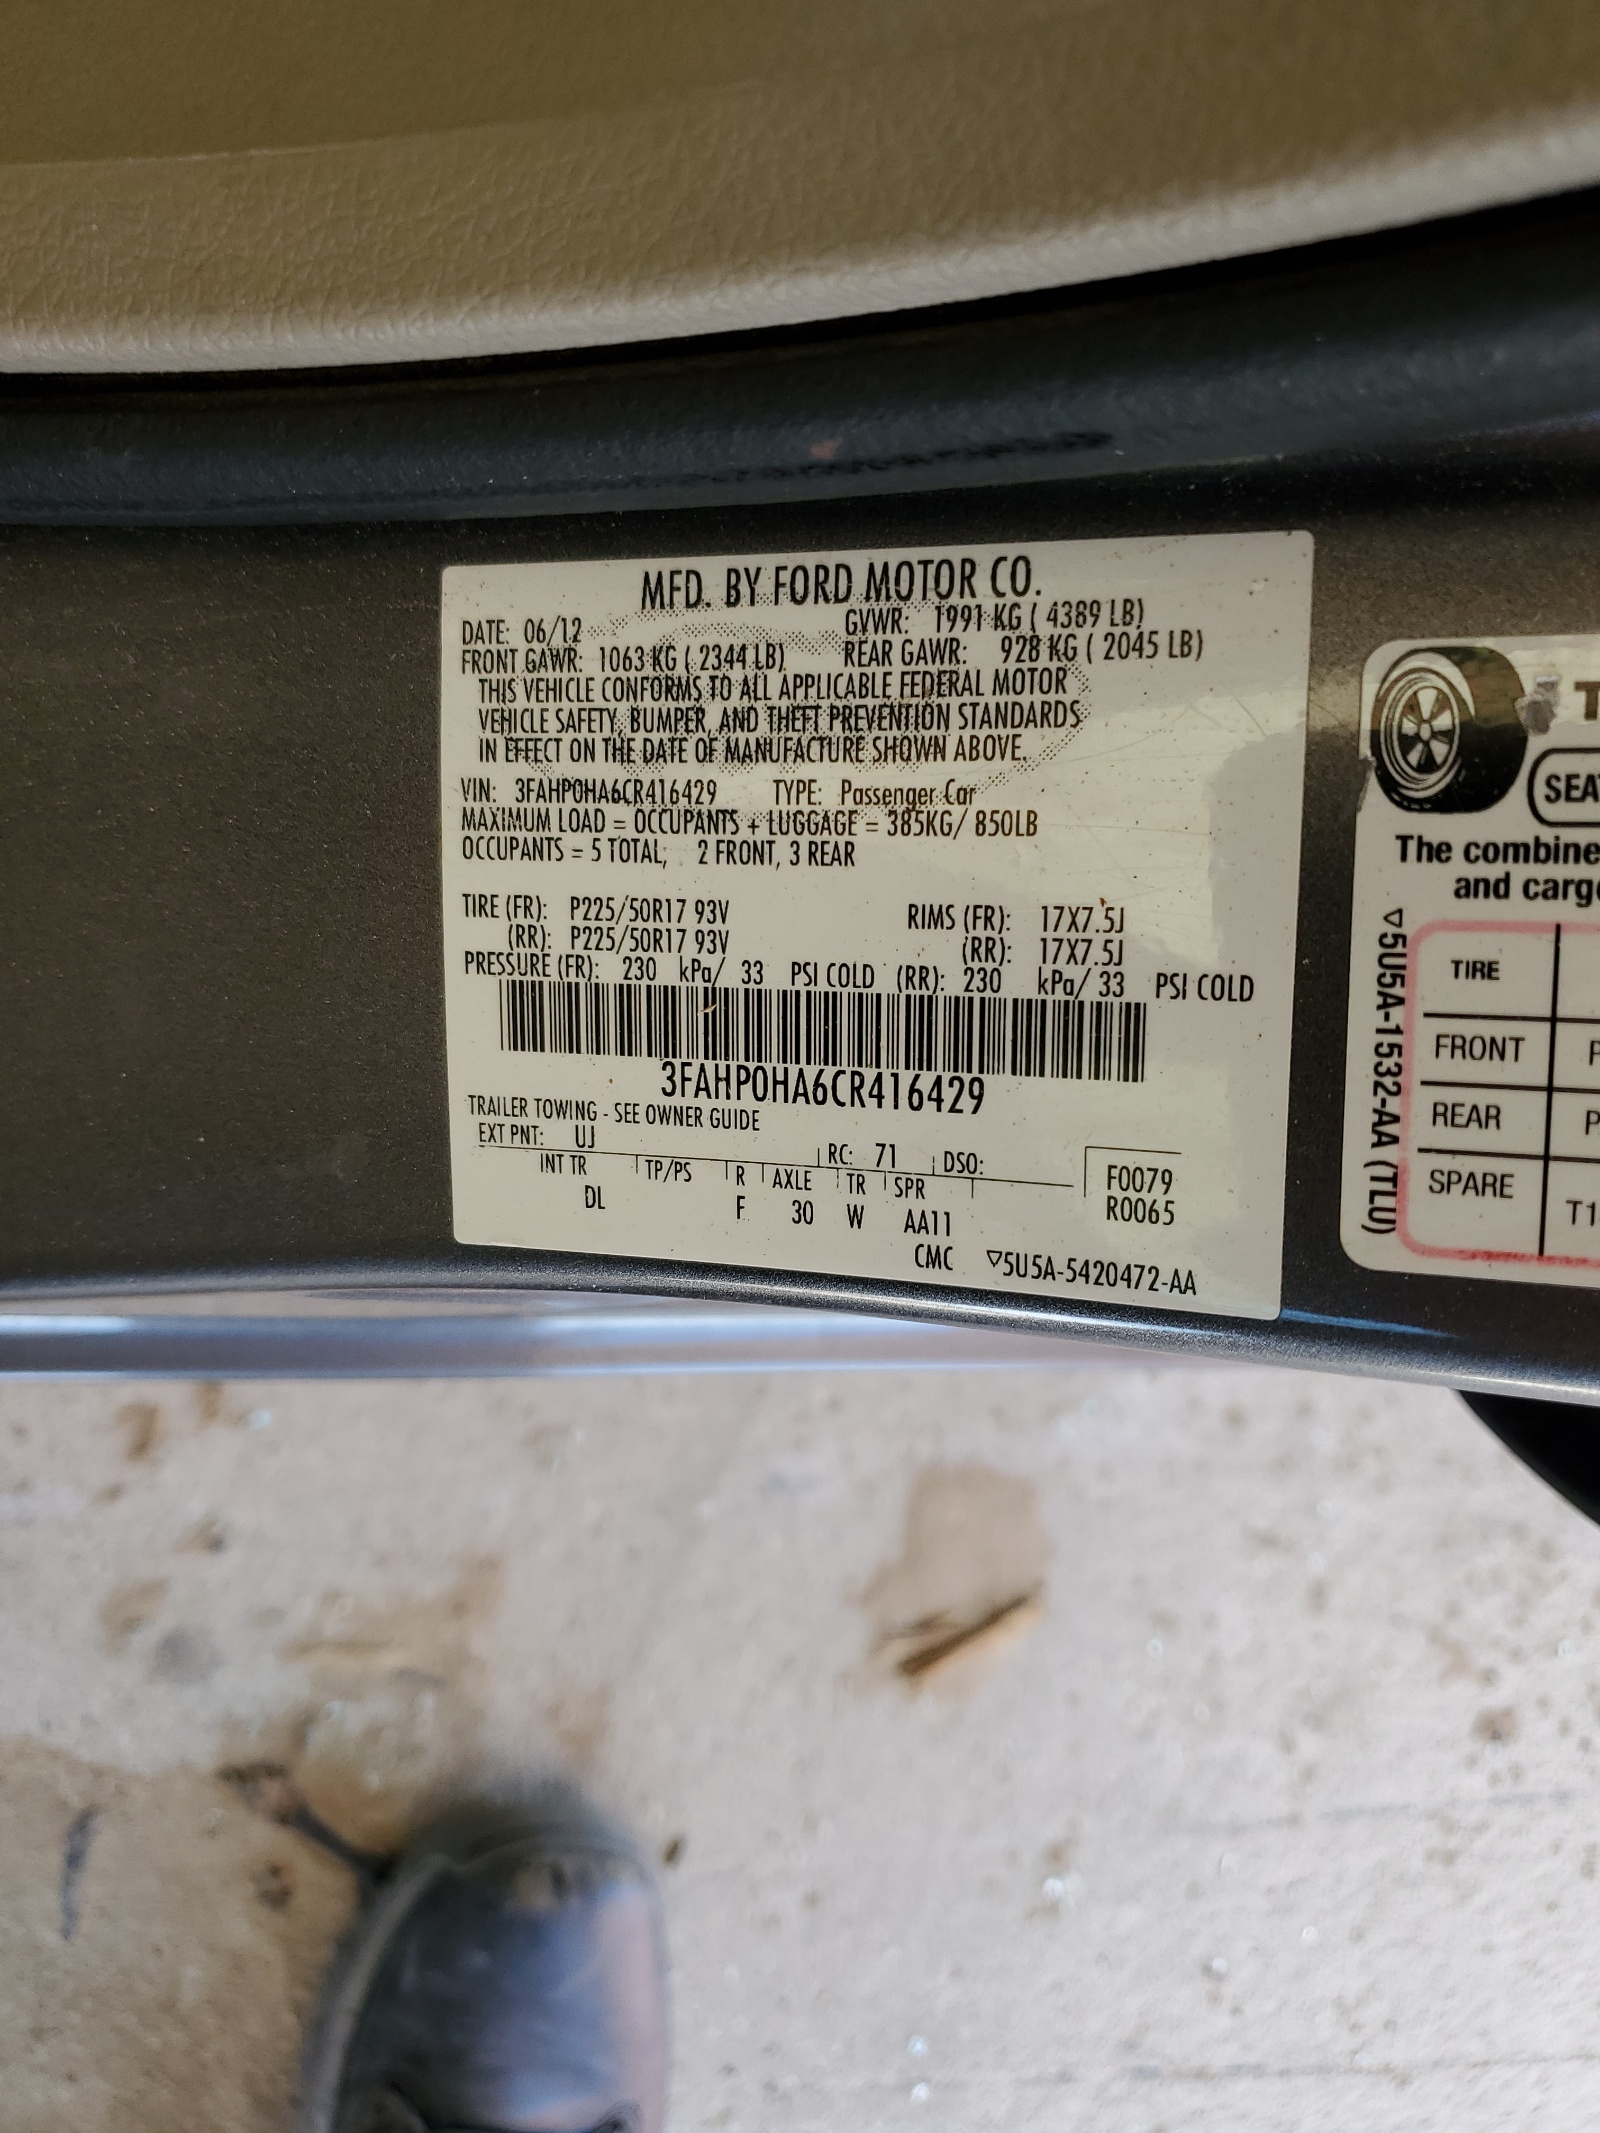 MFD. BY FORD MOTOR CO.
DATE: 06/12 GVWR: 1991 KG ( 4389 LB)
FRONT GAWR: 1063 KG ( 2344 LB) REAR GAWR: 928 KG ( 2045 LB)
THIS VEHICLE CONFORMS TO ALL APPLICABLE FEDERAL MOTOR
VEHICLE SAFETY, BUMPER, AND THEFT PREVENTION STANDARDS
IN EFFECT ON THE DATE OF MANUFACTURE SHOWN ABOVE.
VIN: 3FAHP0HA6CR416429 TYPE: Passenger Car
MAXIMUM LOAD = OCCUPANTS + LUGGAGE = 385KG/ 850LB
OCCUPANTS = 5 TOTAL; 2 FRONT, 3 REAR
TIRE (FR): P225/50R17 93V RIMS (FR): 17X7.5J
(RR): P225/50R17 93V (RR): 17X7.5J
PRESSURE (FR): 230 kPa/ 33 PSI COLD (RR): 230 kPa/ 33 PSI COLD
3FAHP0HA6CR416429
TRAILER TOWING - SEE OWNER GUIDE
EXT PNT: UJ RC: 71 DSO:
INT TR TP/PS R AXLE TR SPR F0079
DL F 30 W AA11 R0065
CMC ▽5U5A-5420472-AA
T
SEA
The combine
and carg
▽5U5A-1532-AA (TLU)
TIRE
FRONT P
REAR P
SPARE T1